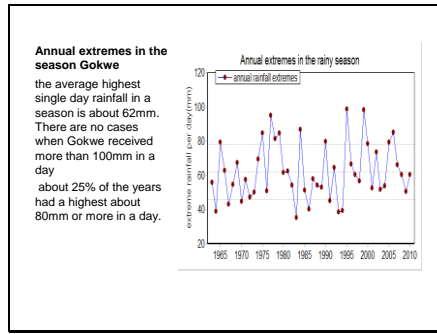 Annual extremes in the
season Gokwe
the average highest
single day rainfall in a
season is about 62mm.
There are no cases
when Gokwe received
more than 100mm in a
day
about 25% of the years
had a highest about
80mm or more in a day.
Annual extremes in the rainy season
annual rainfall extremes
extreme rainfall per day(mm)
120
100
80
60
40
20
1965 1970 1975 1980 1985 1990 1995 2000 2005 2010